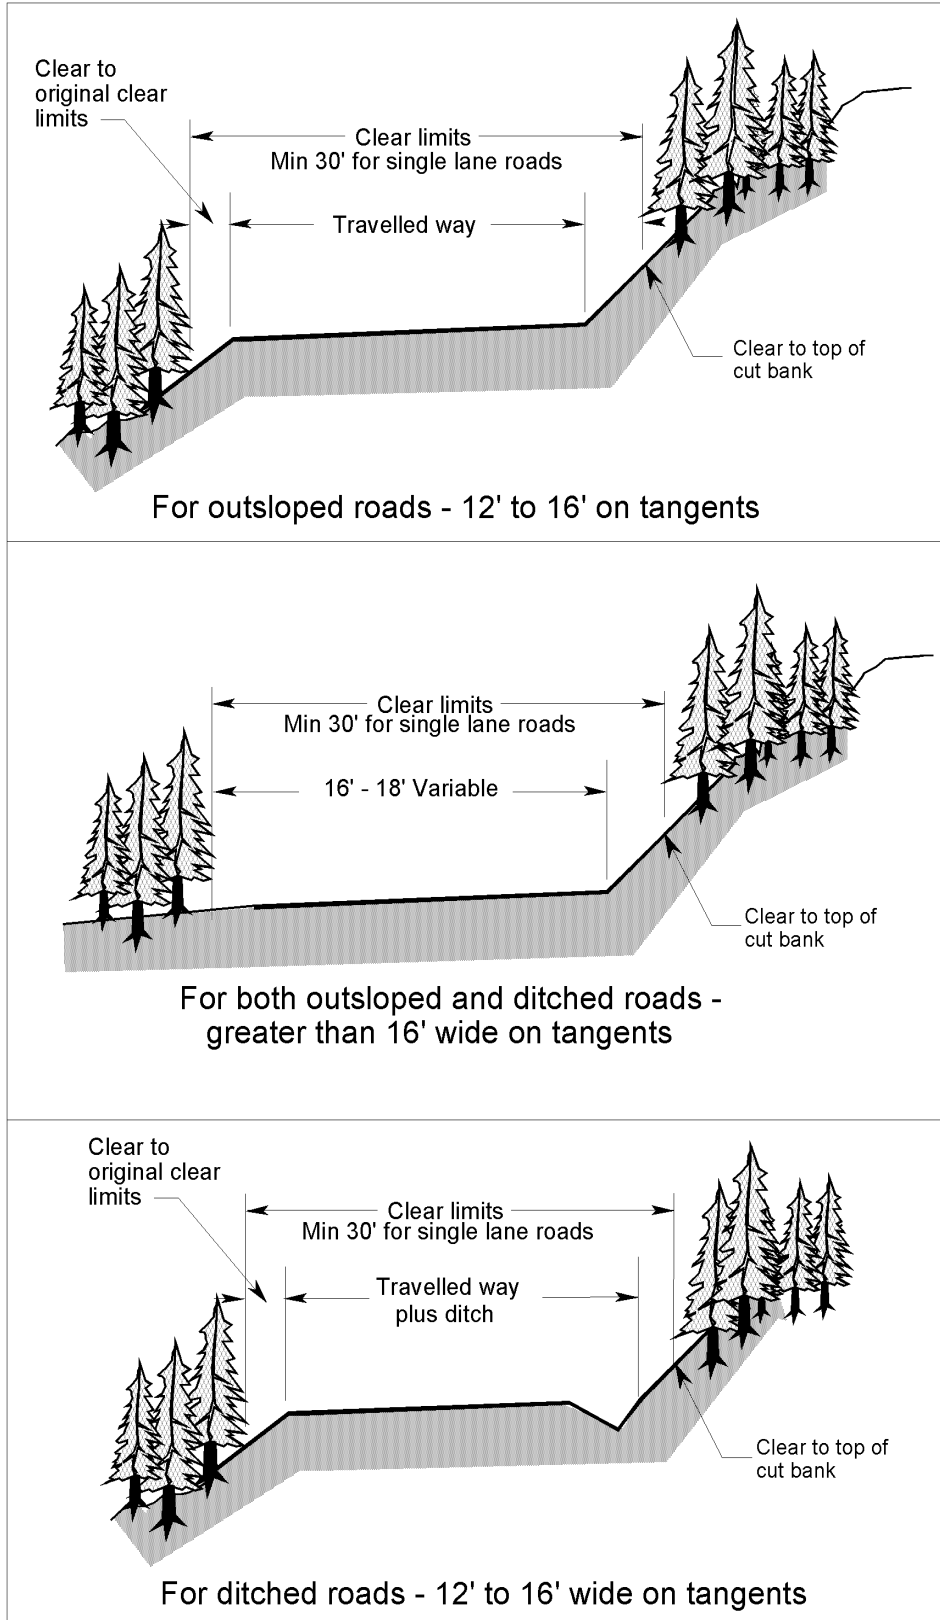 Clear to
original clear
limits
Clear limits
Min 30' for single lane roads
Travelled way
Clear to top of
cut bank
For outsloped roads - 12' to 16' on tangents
Clear limits
Min 30' for single lane roads
16' - 18' Variable
Clear to top of
cut bank
For both outsloped and ditched roads -
greater than 16' wide on tangents
Clear to
original clear
limits
Clear limits
Min 30' for single lane roads
Travelled way
plus ditch
Clear to top of
cut bank
For ditched roads - 12' to 16' wide on tangents